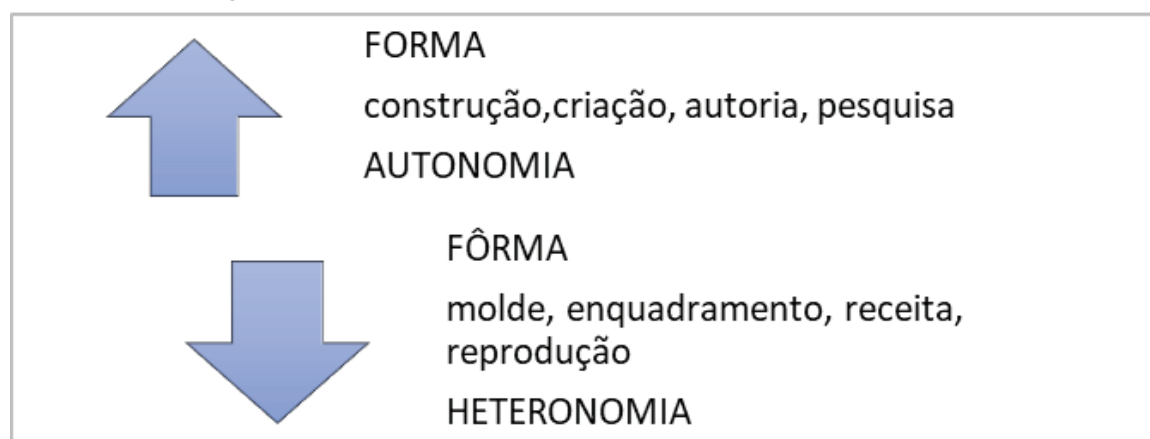 FORMA
construção,criação, autoria, pesquisa
AUTONOMIA
FÔRMA
molde, enquadramento, receita,
reprodução
HETERONOMIA